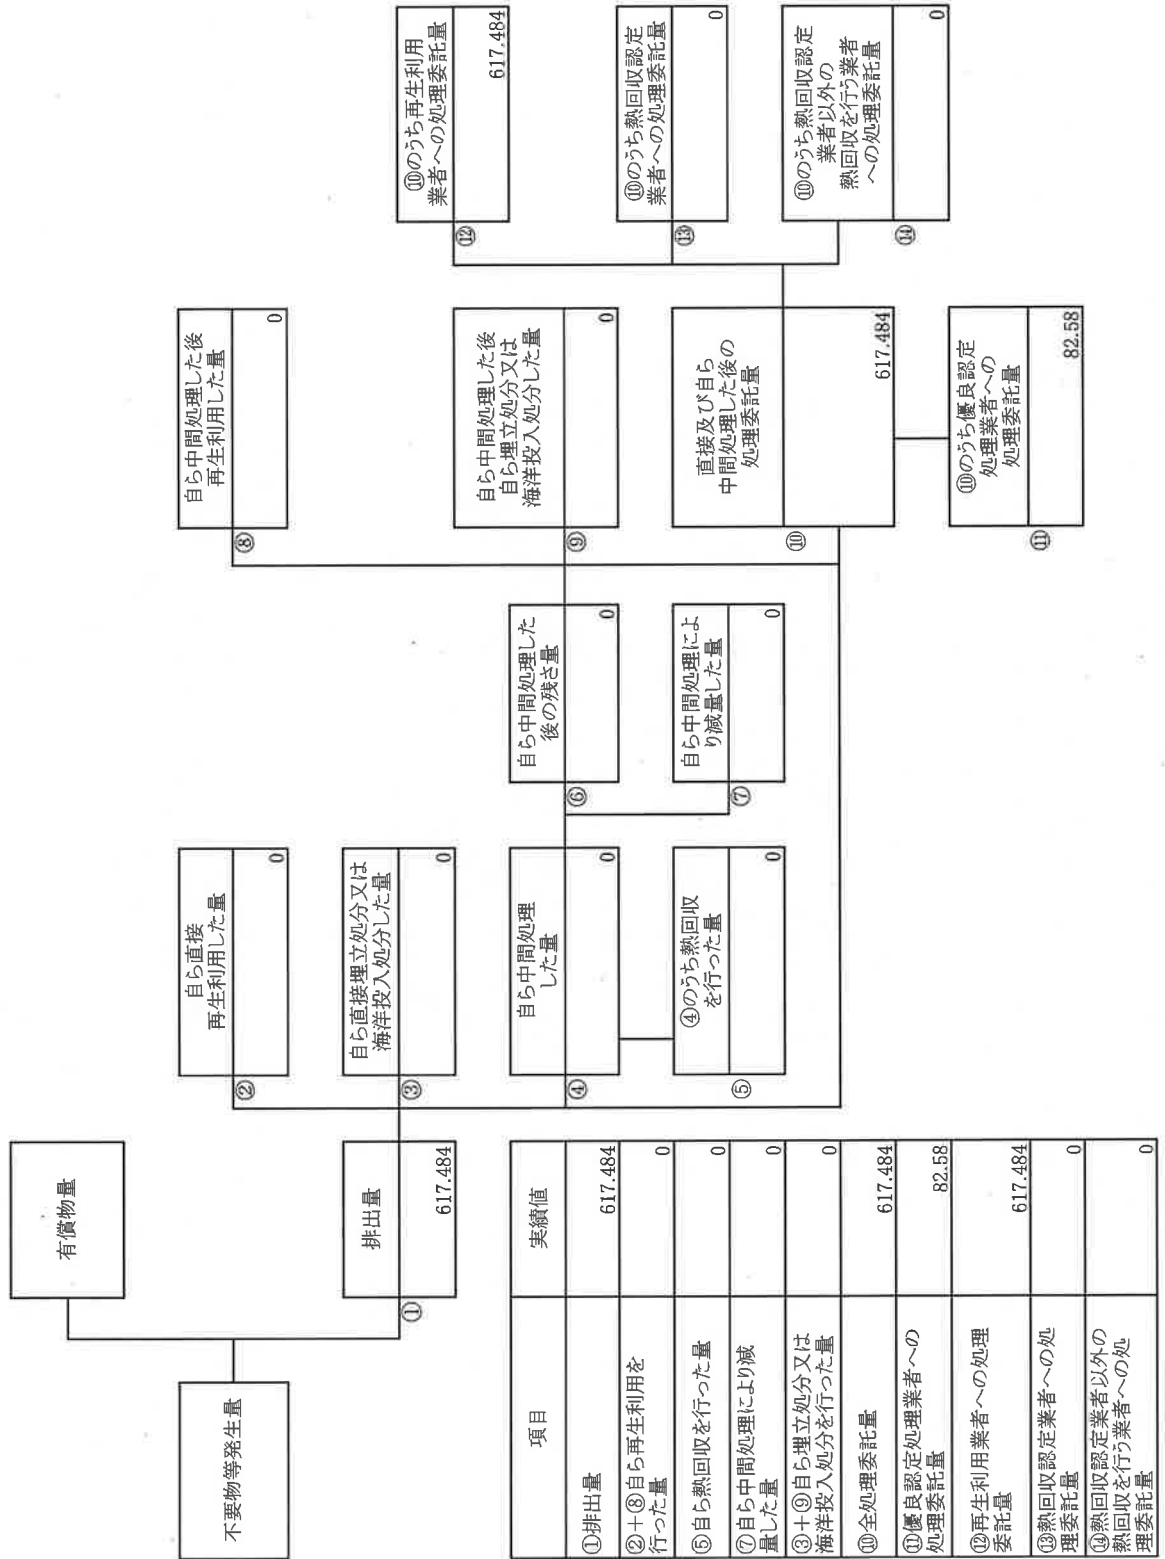 不要物等発生量
有償物量
排出量
①
617.484
自ら直接
再生利用した量
②
0
自ら直接埋立処分又は
海洋投入処分した量
③
0
自ら中間処理
した量
④
0
④のうち熱回収
を行った量
⑤
0
自ら中間処理した
後の残さ量
⑥
0
自ら中間処理によ
り減量した量
⑦
0
自ら中間処理した後
再生利用した量
⑧
0
自ら中間処理した後
自ら埋立処分又は
海洋投入処分した量
⑨
0
直接及び自ら
中間処理した後の
処理委託量
⑩
617.484
⑩のうち優良認定
処理業者への
処理委託量
⑪
82.58
⑩のうち再生利用
業者への処理委託量
⑫
617.484
⑩のうち熱回収認定
業者への処理委託量
⑬
0
⑩のうち熱回収認定
業者以外の
熱回収を行う業者
への処理委託量
⑭
0
項目 実績値
①排出量 617.484
②+⑧自ら再生利用を
行った量 0
⑤自ら熱回収を行った量 0
⑦自ら中間処理により減
量した量 0
③+⑨自ら埋立処分又は
海洋投入処分を行った量 0
⑩全処理委託量 617.484
⑪優良認定処理業者への
処理委託量 82.58
⑫再生利用業者への処理
委託量 617.484
⑬熱回収認定業者への処
理委託量 0
⑭熱回収認定業者以外の
熱回収を行う業者への処
理委託量 0